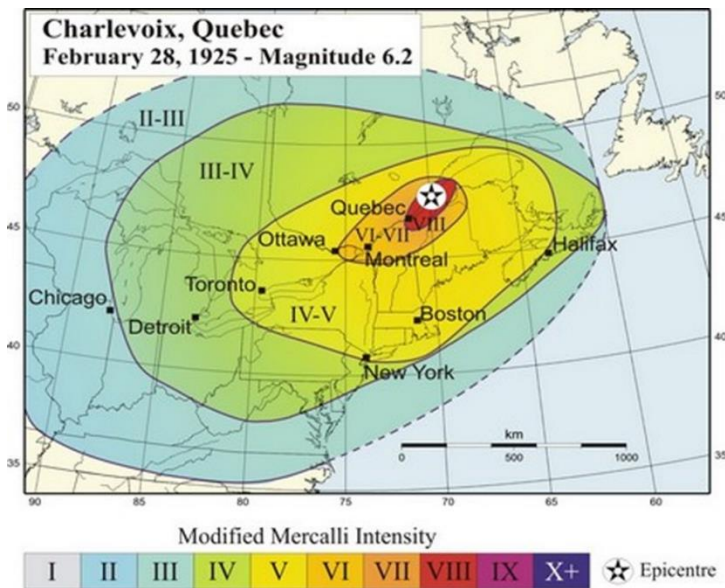 Charlevoix, Quebec
February 28, 1925 - Magnitude 6.2
50
50
II-III
III-IV
45
45
Quebec
VIII
VI-VII
Ottawa
Montreal
Halifax
Toronto
Chicago
IV-V
Detroit
Boston
40
40
New York
km
0
500
1000
35
35
90
85
80
75
70
65
60
Modified Mercalli Intensity
I II III IV V VI VII VIII IX X+ Epicentre